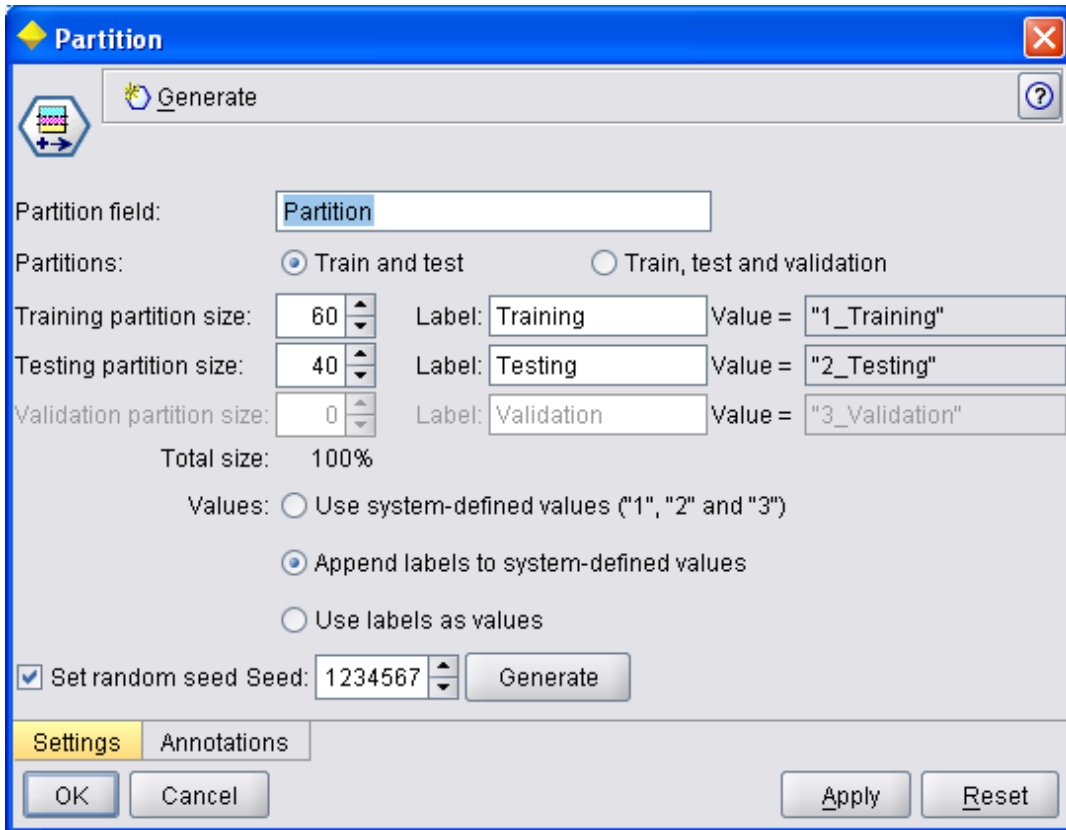 Partition
Generate
Partition field: Partition
Partitions: Train and test Train, test and validation
Training partition size: 60 Label: Training Value = "1_Training"
Testing partition size: 40 Label: Testing Value = "2_Testing"
Validation partition size: 0 Label: Validation Value = "3_Validation"
Total size: 100%
Values: Use system-defined values ("1", "2" and "3")
Append labels to system-defined values
Use labels as values
Set random seed Seed: 1234567 Generate
Settings Annotations
OK Cancel Apply Reset